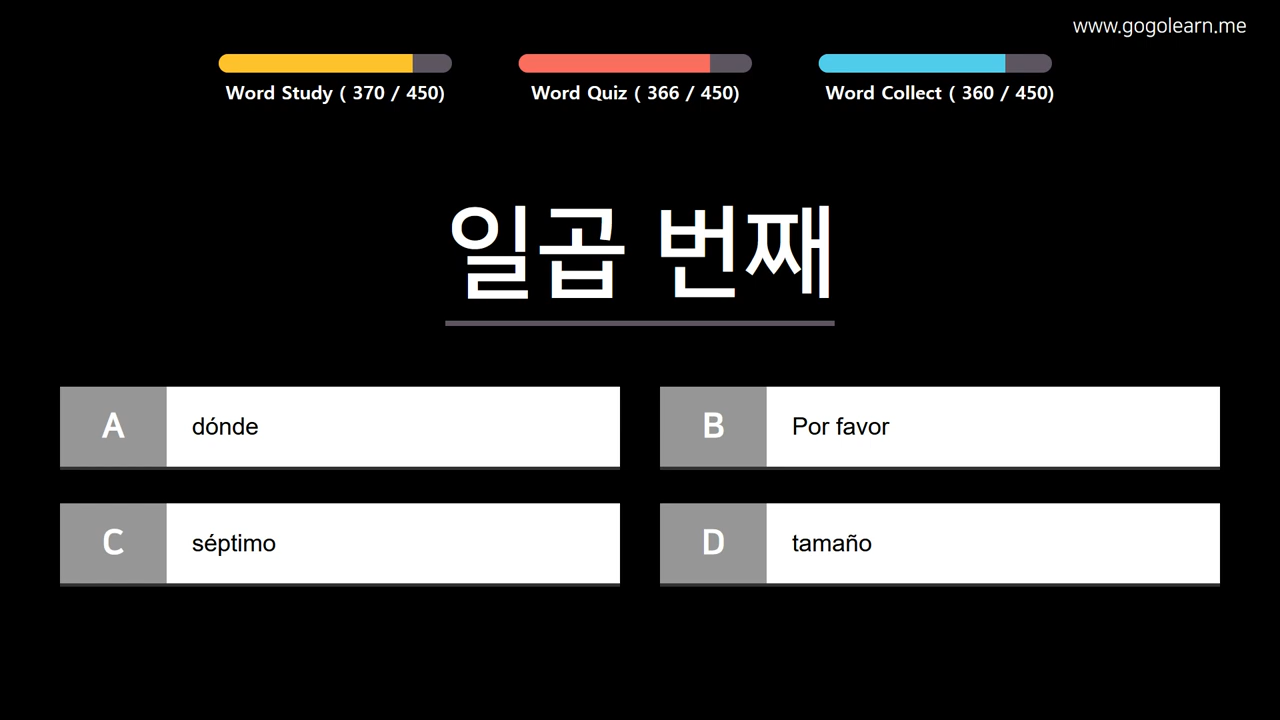 www.gogolearn.me
Word Study ( 370 / 450)
Word Quiz ( 366 / 450)
Word Collect ( 360 / 450)
일곱 번째
A dónde
B Por favor
C séptimo
D tamaño